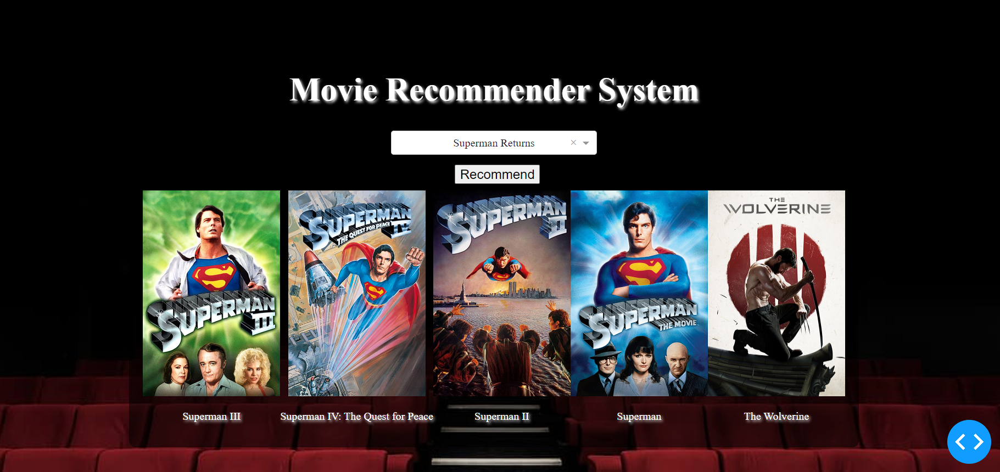 Movie Recommender System
Superman Returns
Recommend
SUPERMAN III
SUPERMAN IV
THE QUEST FOR PEACE
SUPERMAN II
SUPERMAN
THE MOVIE
THE
WOLVERINE
Superman III
Superman IV: The Quest for Peace
Superman II
Superman
The Wolverine